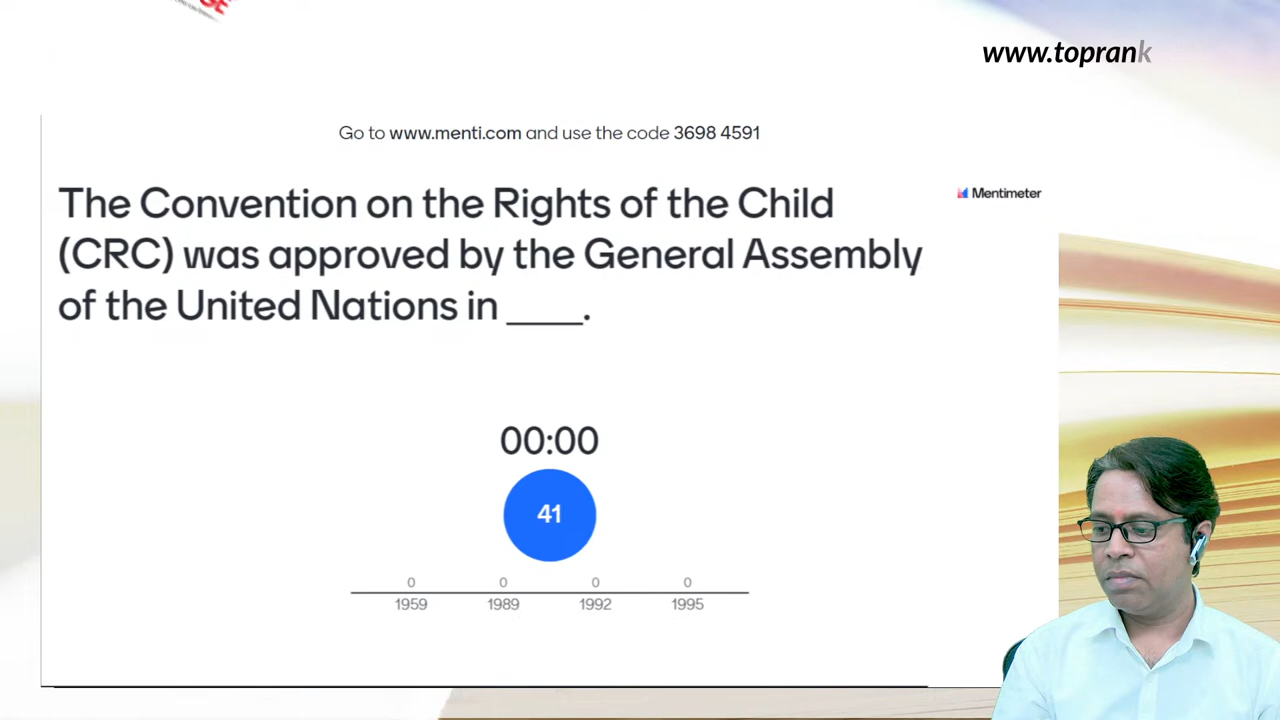 www.toprank
Go to www.menti.com and use the code 3698 4591
Mentimeter
The Convention on the Rights of the Child
(CRC) was approved by the General Assembly
of the United Nations in ____.
00:00
41
0 0 0 0
1959 1989 1992 1995